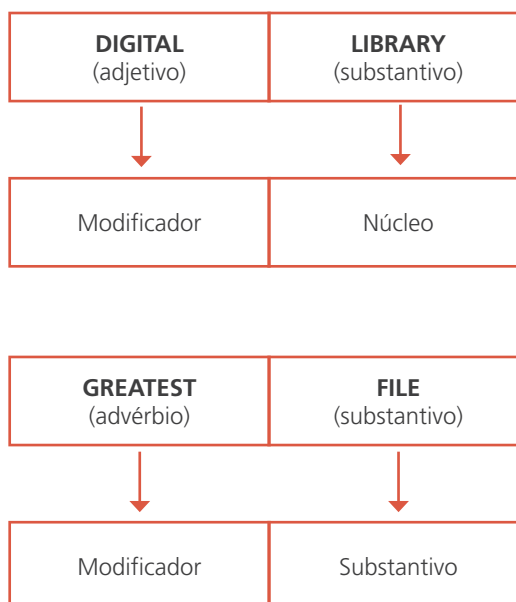 DIGITAL LIBRARY
(adjetivo) (substantivo)
Modificador Núcleo
GREATEST FILE
(advérbio) (substantivo)
Modificador Substantivo